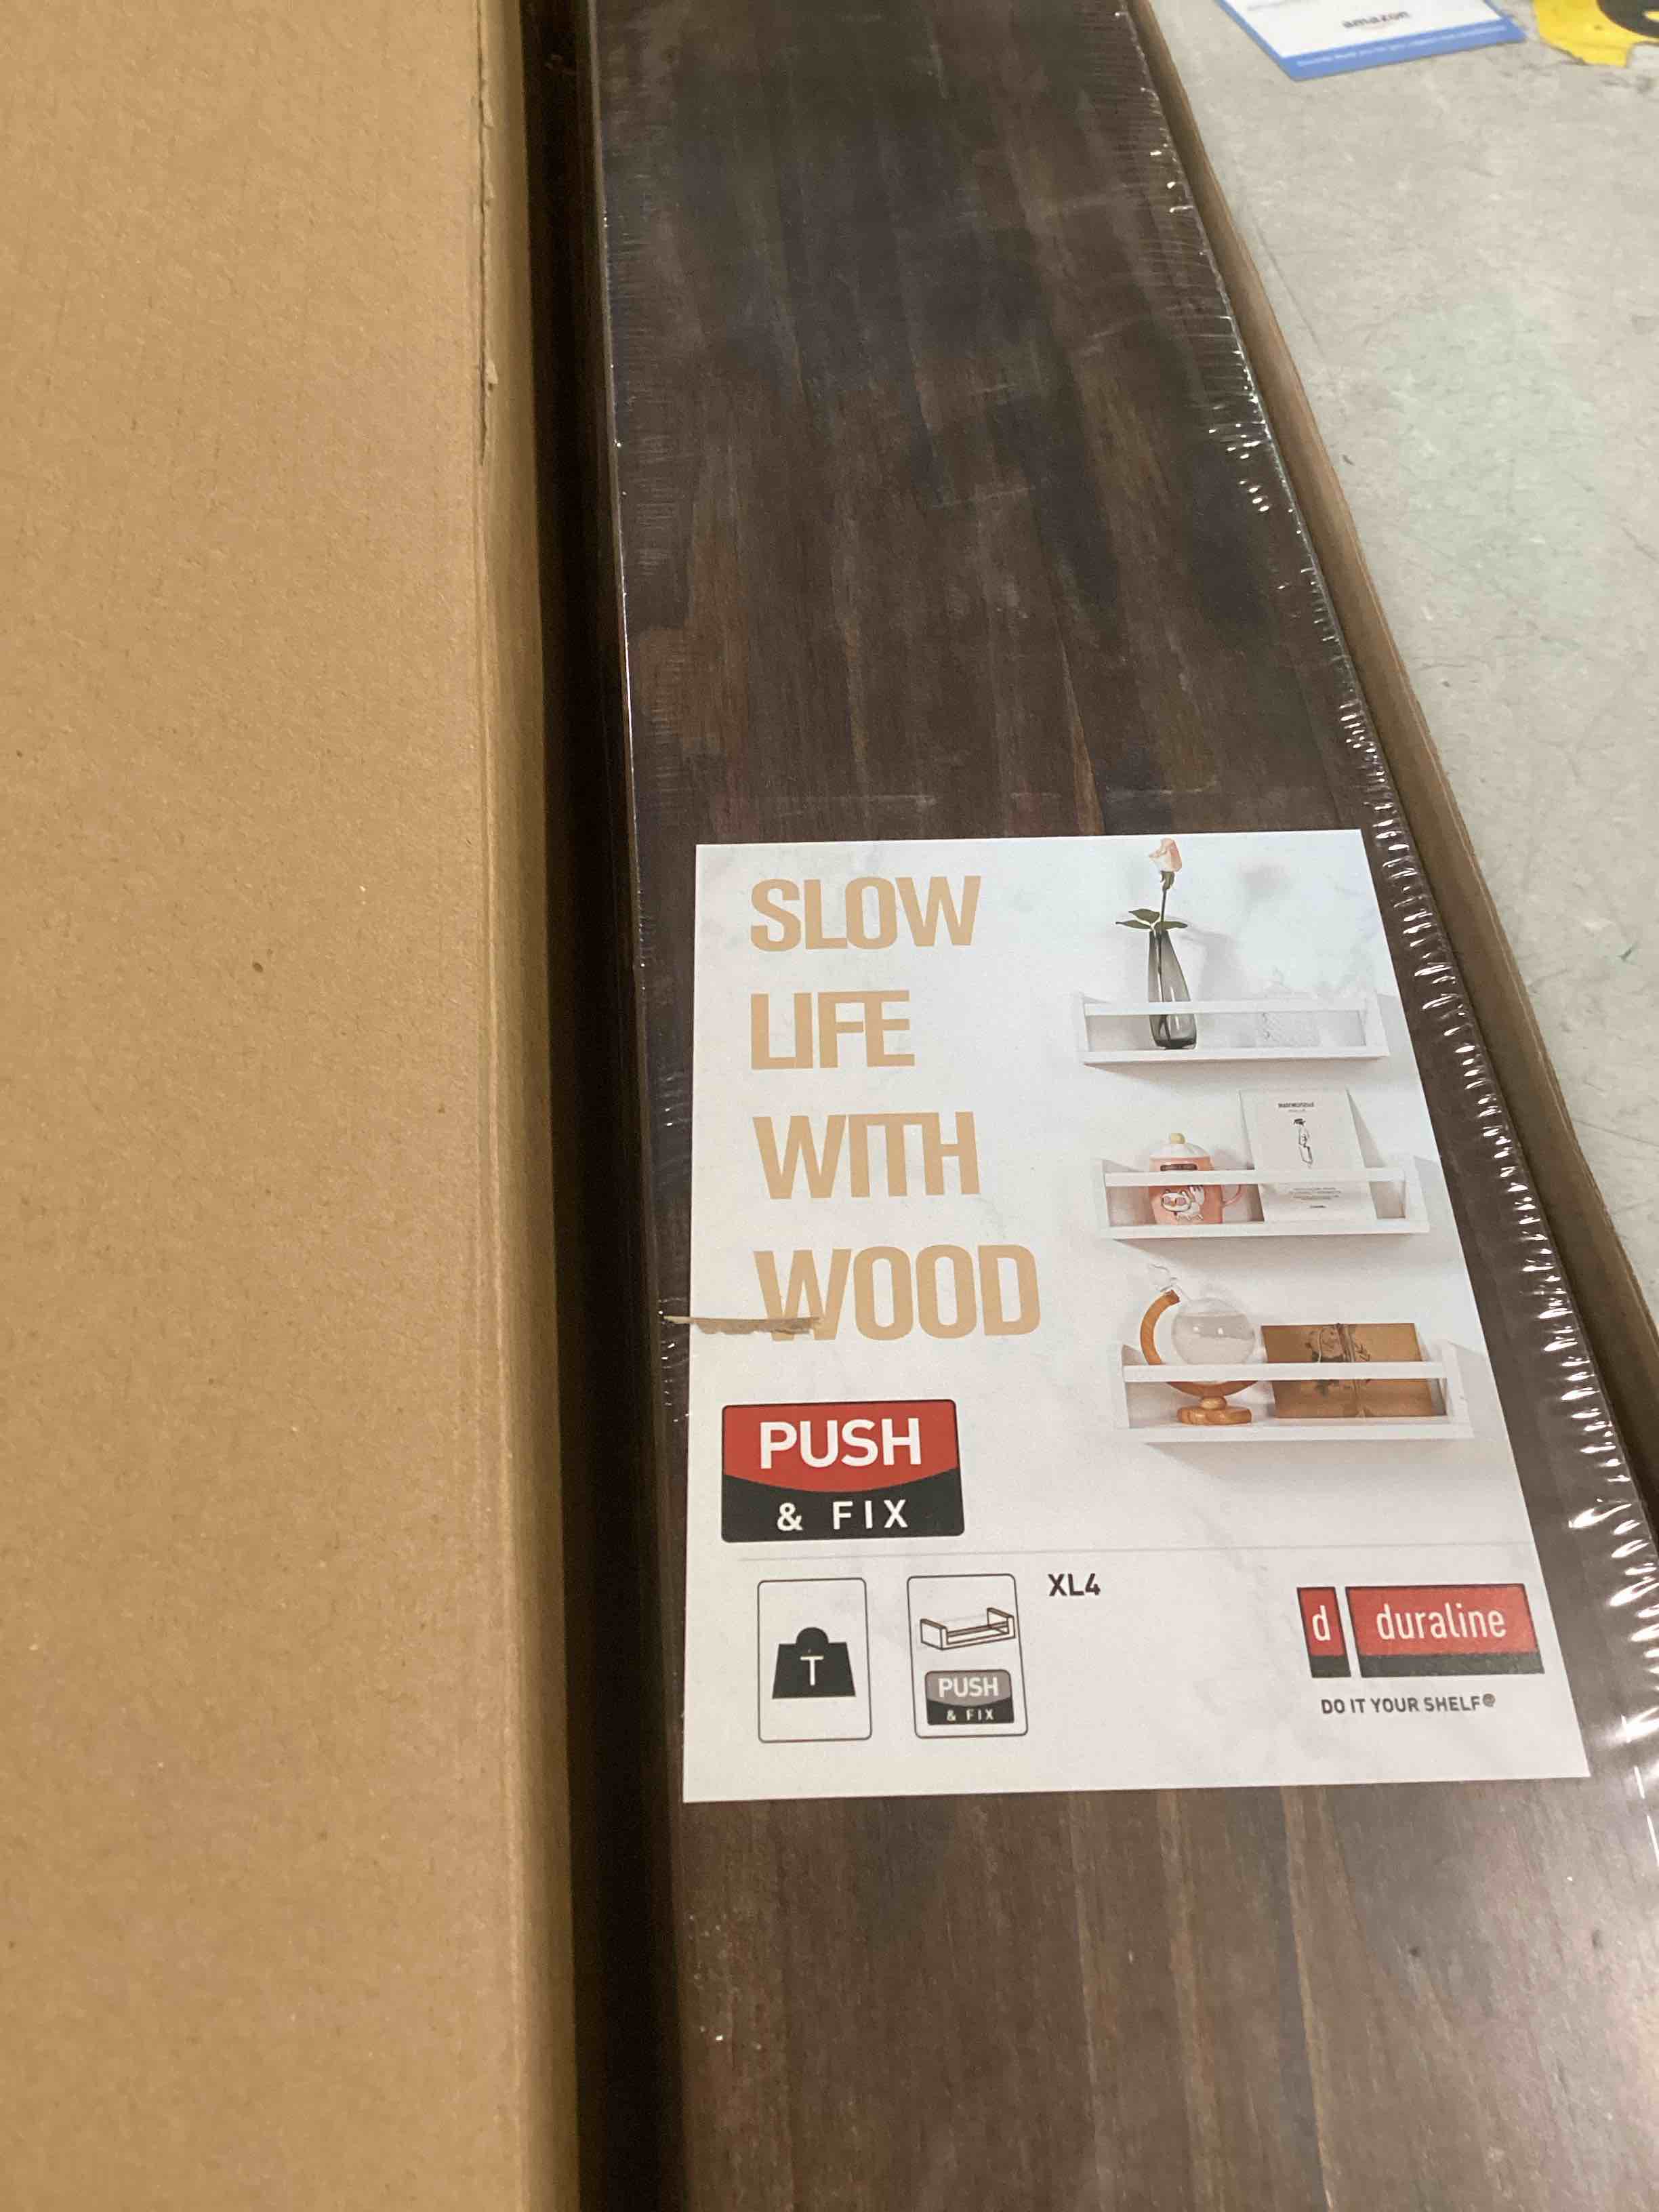 amazon
SLOW
LIFE
WITH
WOOD
PUSH
& FIX
XL4
T
PUSH
& FIX
d duraline
DO IT YOUR SHELF®